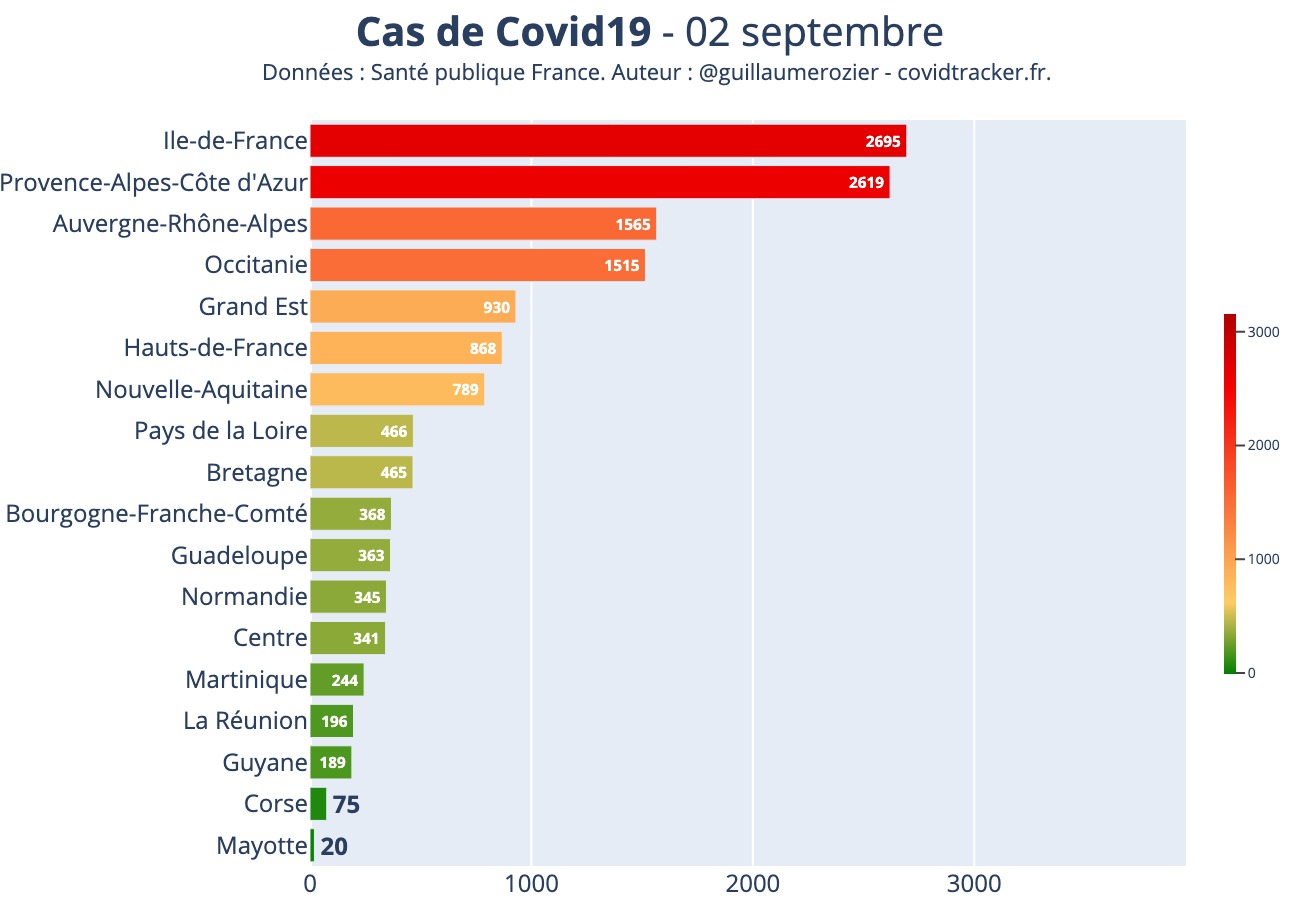 Cas de Covid19 - 02 septembre
Données : Santé publique France. Auteur : @guillaumerozier - covidtracker.fr.
Ile-de-France 2695
Provence-Alpes-Côte d'Azur 2619
Auvergne-Rhône-Alpes 1565
Occitanie 1515
Grand Est 930
Hauts-de-France 868
Nouvelle-Aquitaine 789
Pays de la Loire 466
Bretagne 465
Bourgogne-Franche-Comté 368
Guadeloupe 363
Normandie 345
Centre 341
Martinique 244
La Réunion 196
Guyane 189
Corse 75
Mayotte 20
0 1000 2000 3000
3000
2000
1000
0